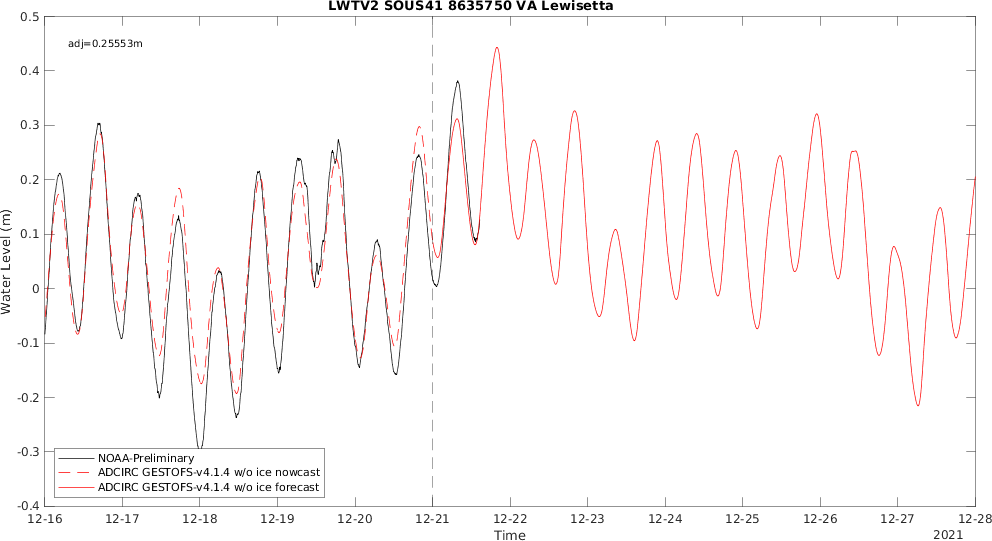 LWTV2 SOUS41 8635750 VA Lewisetta
adj=0.25553m
0.5
0.4
0.3
0.2
0.1
0
-0.1
-0.2
-0.3
-0.4
Water Level (m)
NOAA-Preliminary
ADCIRC GESTOFS-v4.1.4 w/o ice nowcast
ADCIRC GESTOFS-v4.1.4 w/o ice forecast
12-16 12-17 12-18 12-19 12-20 12-21 12-22 12-23 12-24 12-25 12-26 12-27 12-28
Time
2021